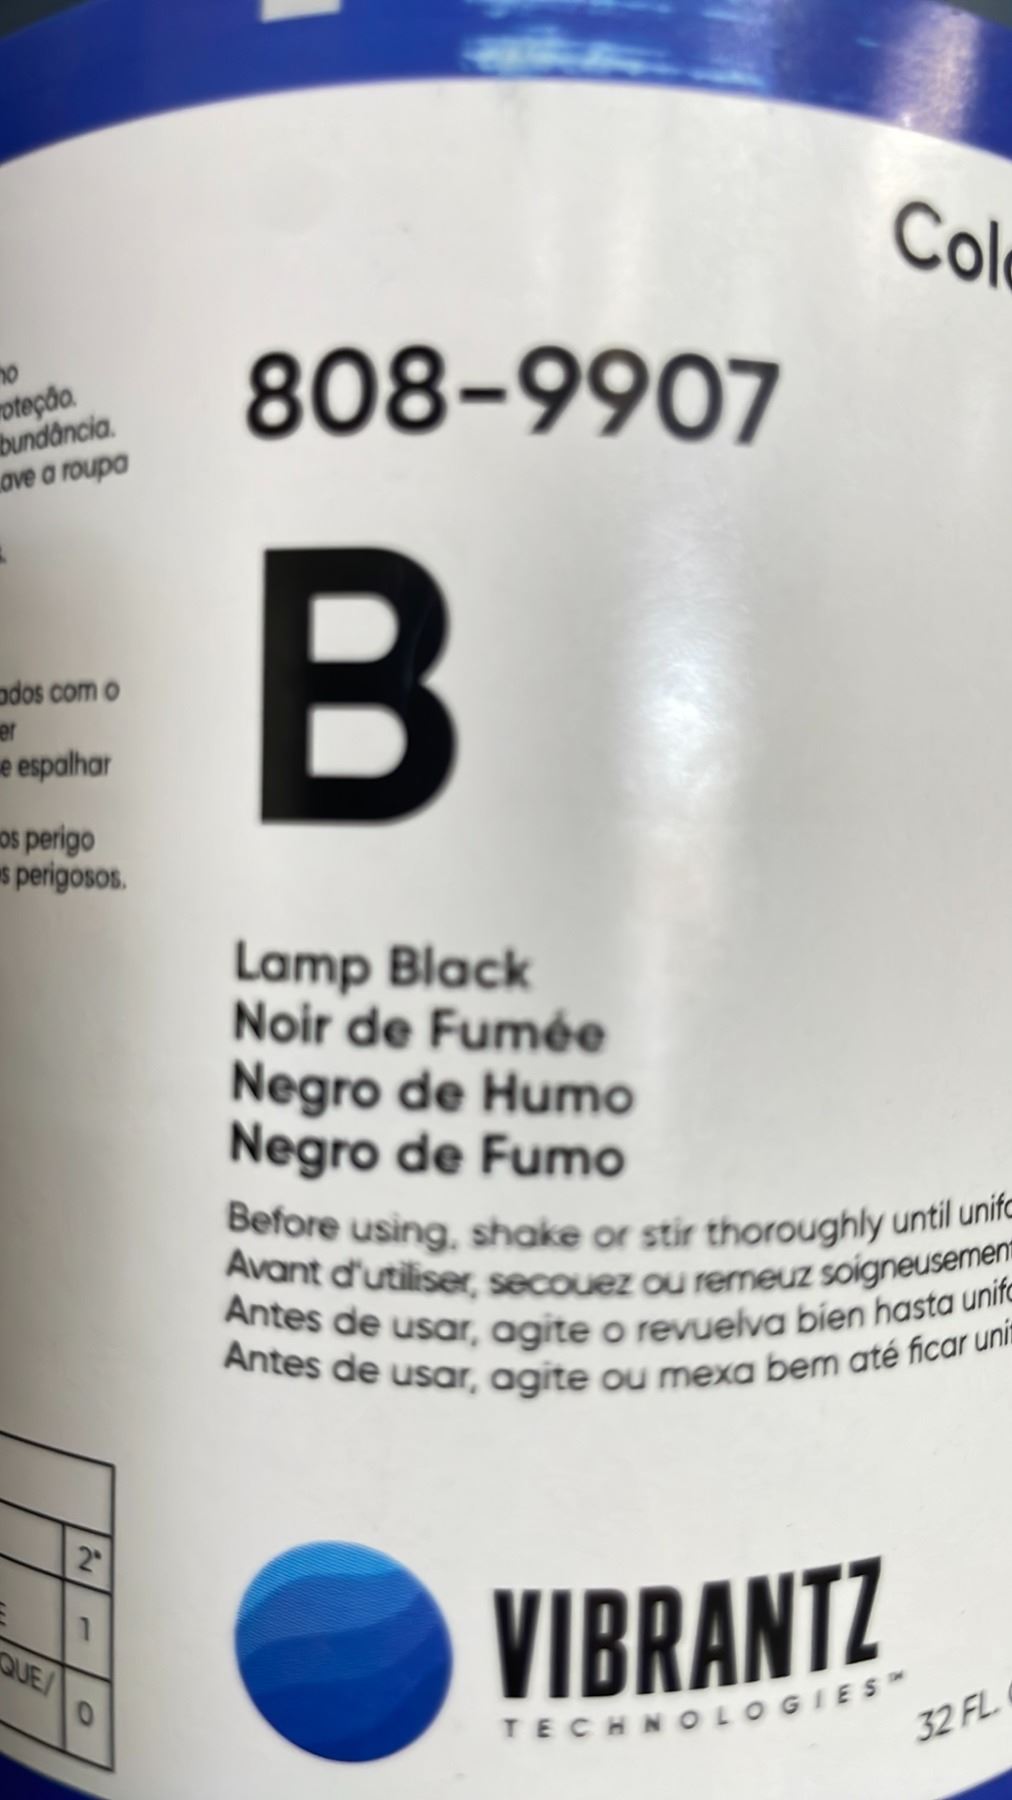 Colo
808-9907
B
Lamp Black
Noir de Fumée
Negro de Humo
Negro de Fumo
Before using, shake or stir thoroughly until unifo
Avant d'utiliser, secouez ou remeuz soigneusement
Antes de usar, agite o revuelva bien hasta unifo
Antes de usar, agite ou mexa bem até ficar uni
VIBRANTZ
TECHNOLOGIES™
32 FL.
roteção.
bundância.
ave a roupa
ados com o
er
e espalhar
os perigo
s perigosos.
2*
1
QUE/
0